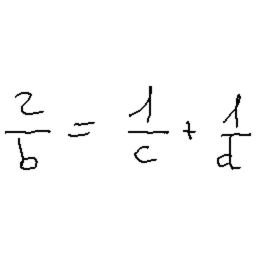 2/b = 1/c + 1/d